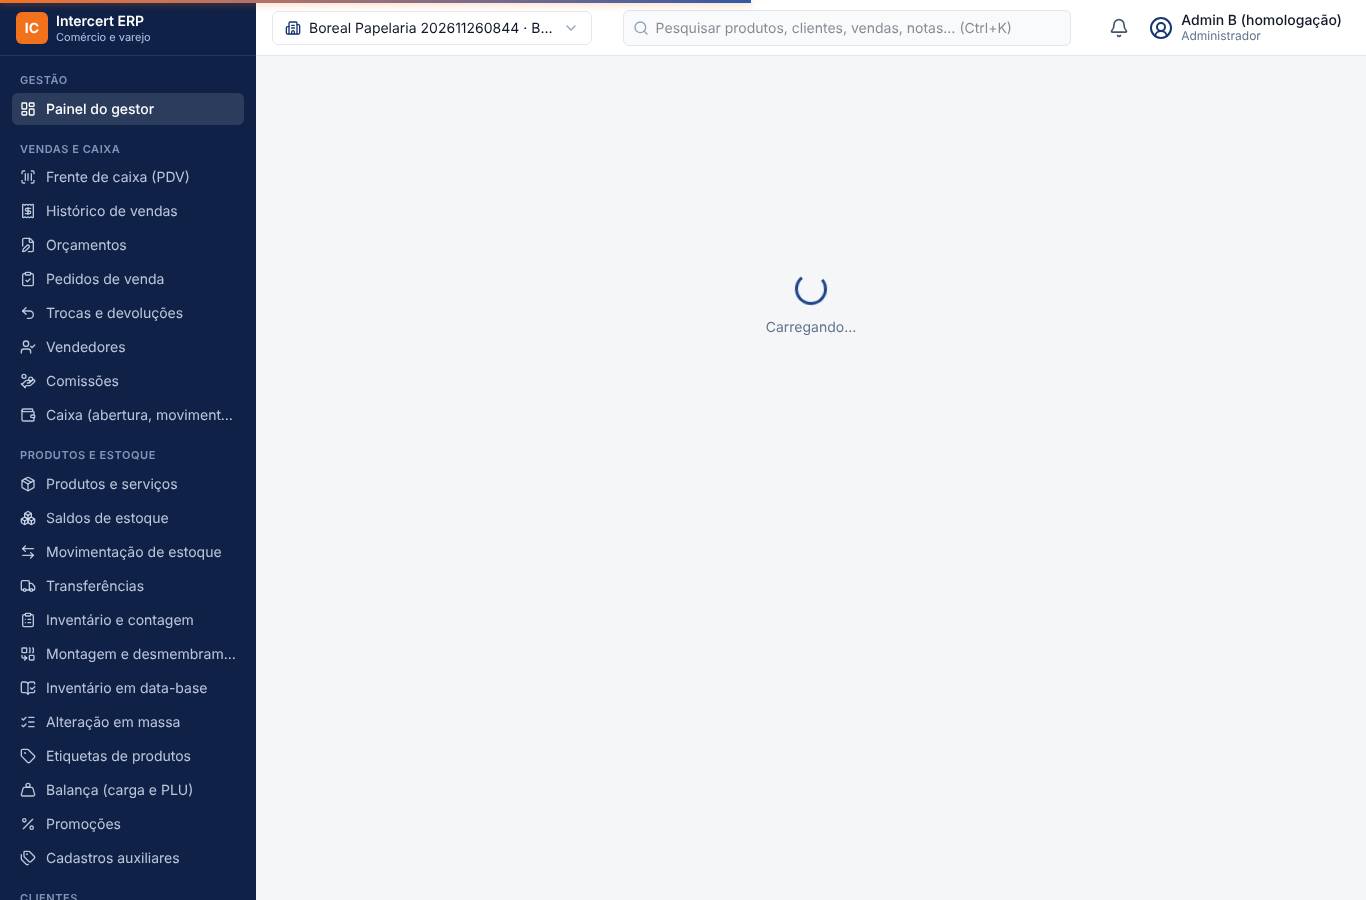 IC
Intercert ERP
Comércio e varejo
Boreal Papelaria 202611260844 · B...
Pesquisar produtos, clientes, vendas, notas... (Ctrl+K)
Admin B (homologação)
Administrador
GESTÃO
Painel do gestor
VENDAS E CAIXA
Frente de caixa (PDV)
Histórico de vendas
Orçamentos
Pedidos de venda
Trocas e devoluções
Vendedores
Comissões
Caixa (abertura, moviment...
PRODUTOS E ESTOQUE
Produtos e serviços
Saldos de estoque
Movimentação de estoque
Transferências
Inventário e contagem
Montagem e desmembram...
Inventário em data-base
Alteração em massa
Etiquetas de produtos
Balança (carga e PLU)
Promoções
Cadastros auxiliares
CLIENTES
Carregando...